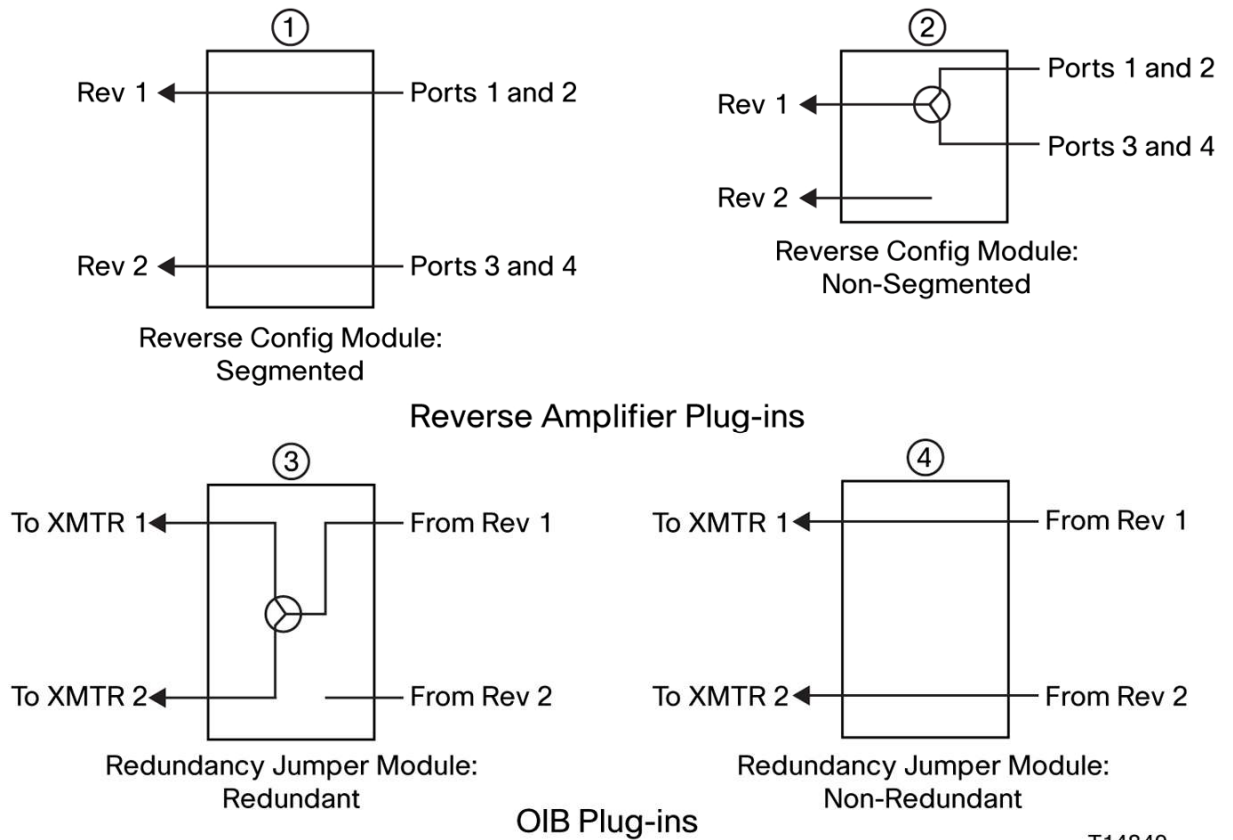 ① ②
Rev 1 Ports 1 and 2
Rev 2 Ports 3 and 4
Reverse Config Module:
Segmented
Ports 1 and 2
Rev 1
Ports 3 and 4
Rev 2
Reverse Config Module:
Non-Segmented
Reverse Amplifier Plug-ins
③ ④
To XMTR 1 From Rev 1
To XMTR 2 From Rev 2
Redundancy Jumper Module:
Redundant
To XMTR 1 From Rev 1
To XMTR 2 From Rev 2
Redundancy Jumper Module:
Non-Redundant
OIB Plug-ins